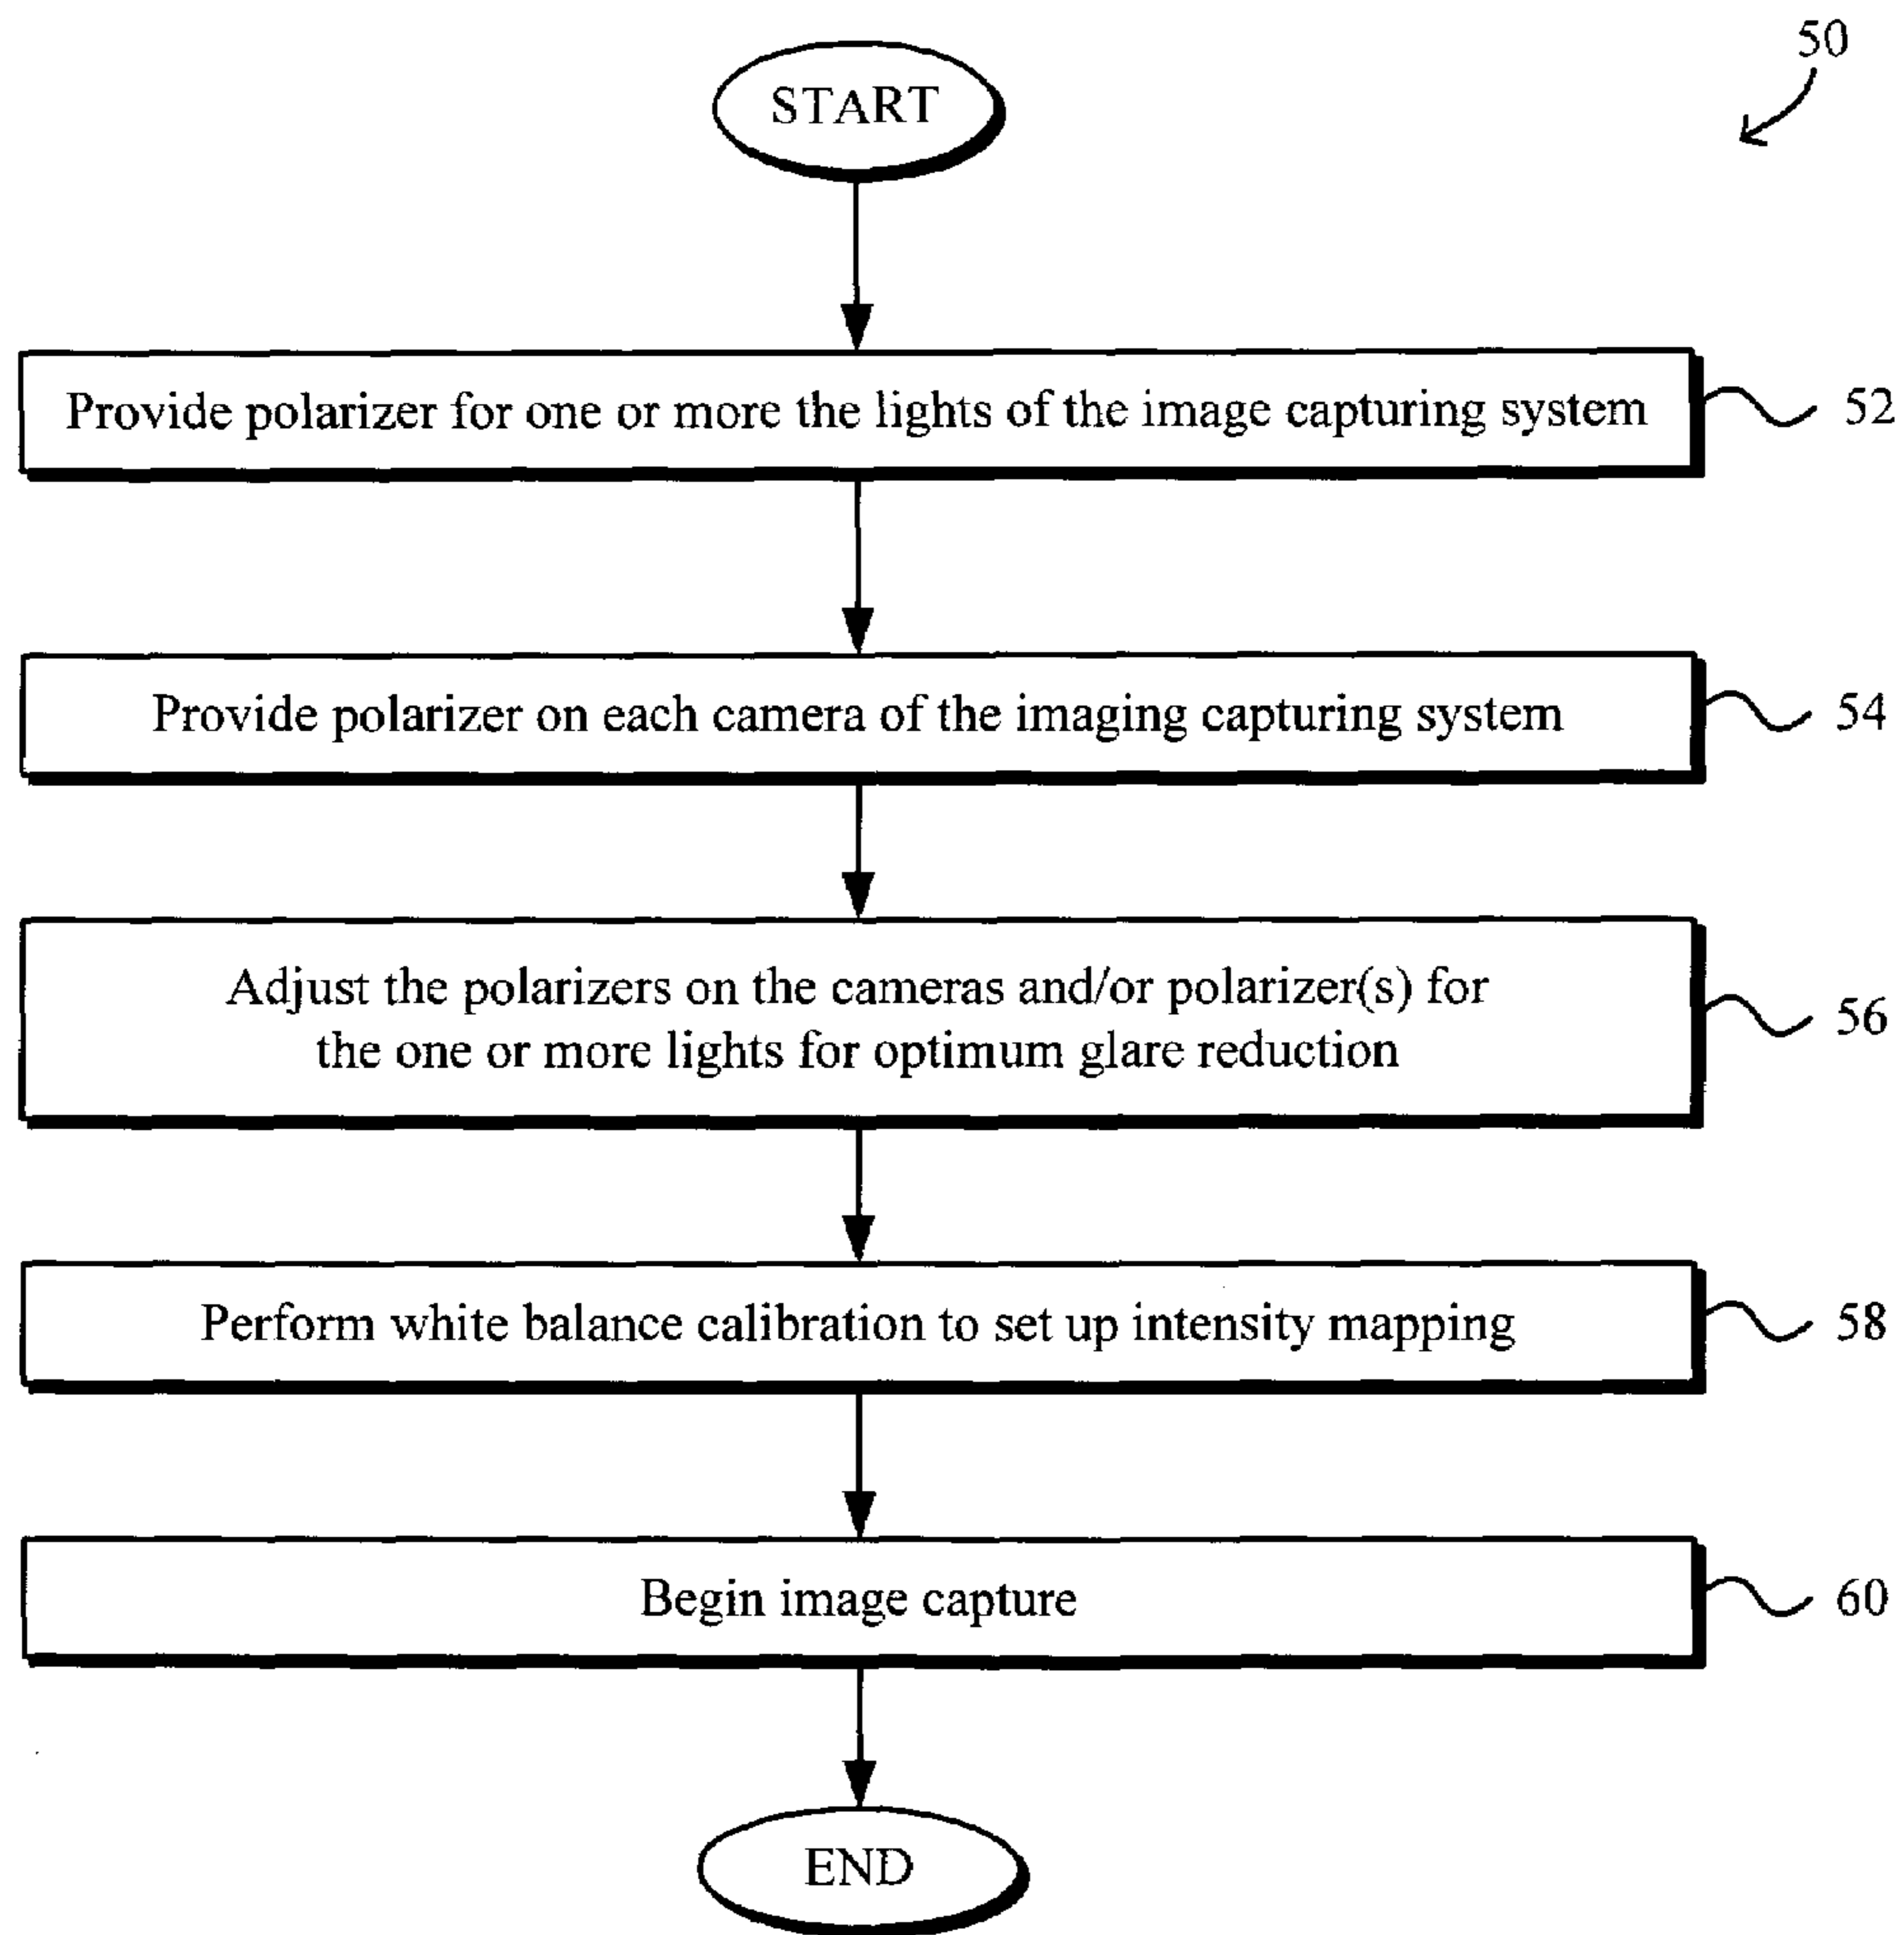 50
START
Provide polarizer for one or more the lights of the image capturing system
52
Provide polarizer on each camera of the imaging capturing system
54
Adjust the polarizers on the cameras and/or polarizer(s) for
the one or more lights for optimum glare reduction
56
Perform white balance calibration to set up intensity mapping
58
Begin image capture
60
END